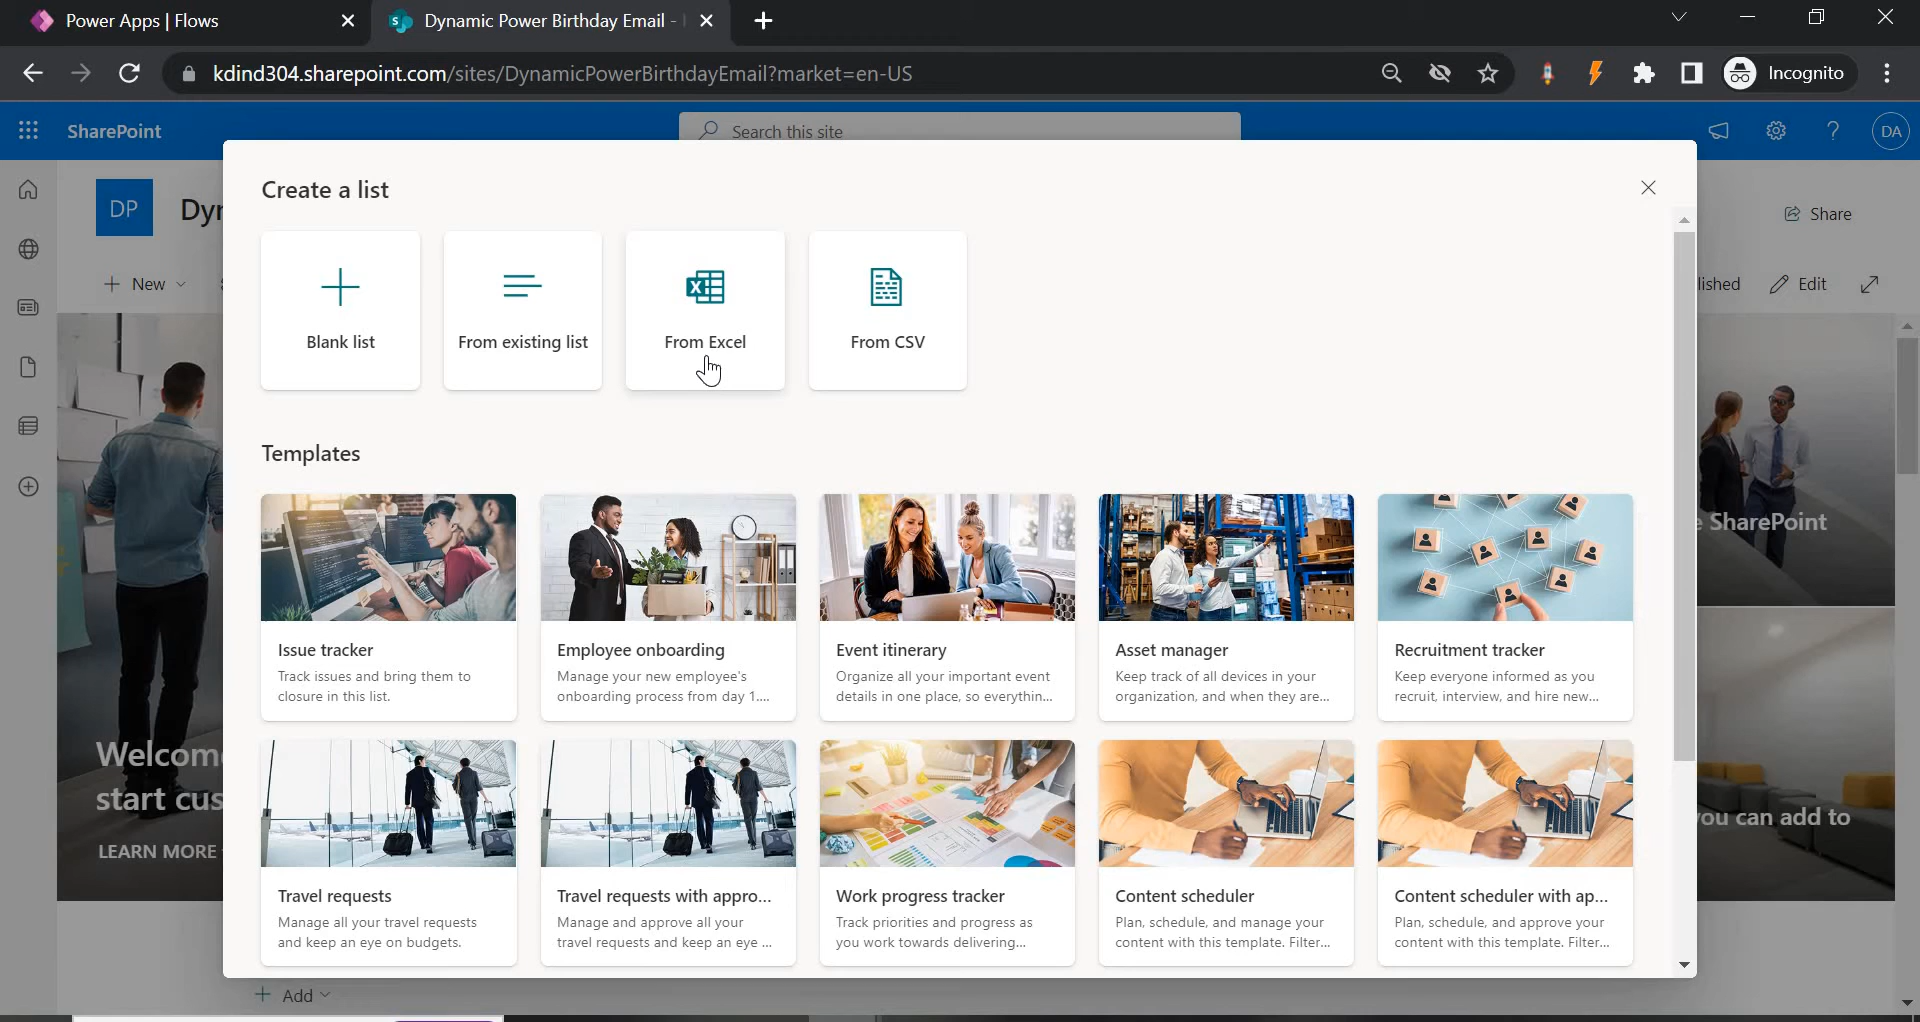 Power Apps | Flows
Dynamic Power Birthday Email -
kdind304.sharepoint.com/sites/DynamicPowerBirthdayEmail?market=en-US
Incognito
SharePoint
Search this site
DA
DP
Dyn
Share
New
lished
Edit
Create a list
Blank list
From existing list
From Excel
From CSV
Templates
Issue tracker
Track issues and bring them to
closure in this list.
Employee onboarding
Manage your new employee's
onboarding process from day 1....
Event itinerary
Organize all your important event
details in one place, so everythin...
Asset manager
Keep track of all devices in your
organization, and when they are...
Recruitment tracker
Keep everyone informed as you
recruit, interview, and hire new...
Travel requests
Manage all your travel requests
and keep an eye on budgets.
Travel requests with appro...
Manage and approve all your
travel requests and keep an eye ...
Work progress tracker
Track priorities and progress as
you work towards delivering...
Content scheduler
Plan, schedule, and manage your
content with this template. Filter...
Content scheduler with ap...
Plan, schedule, and approve your
content with this template. Filter...
Welcom
start cus
LEARN MORE
SharePoint
you can add to
Add